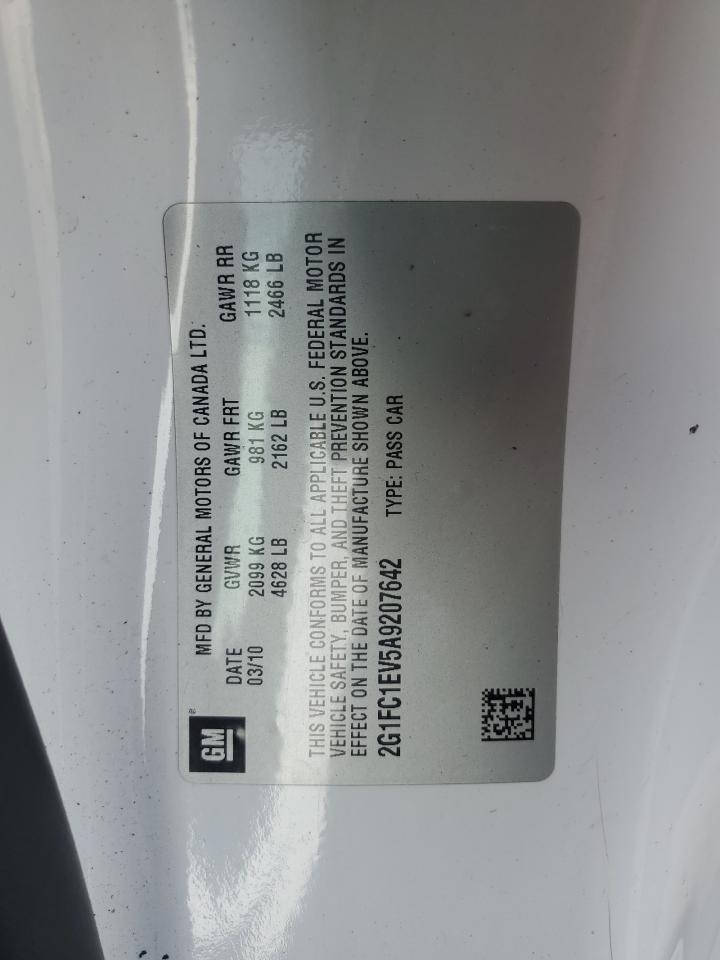 GM®
MFD BY GENERAL MOTORS OF CANADA LTD.
DATE GVWR GAWR FRT GAWR RR
03/10 2099 KG 981 KG 1118 KG
4628 LB 2162 LB 2466 LB
THIS VEHICLE CONFORMS TO ALL APPLICABLE U.S. FEDERAL MOTOR
VEHICLE SAFETY, BUMPER, AND THEFT PREVENTION STANDARDS IN
EFFECT ON THE DATE OF MANUFACTURE SHOWN ABOVE.
2G1FC1EV5A9207642 TYPE: PASS CAR